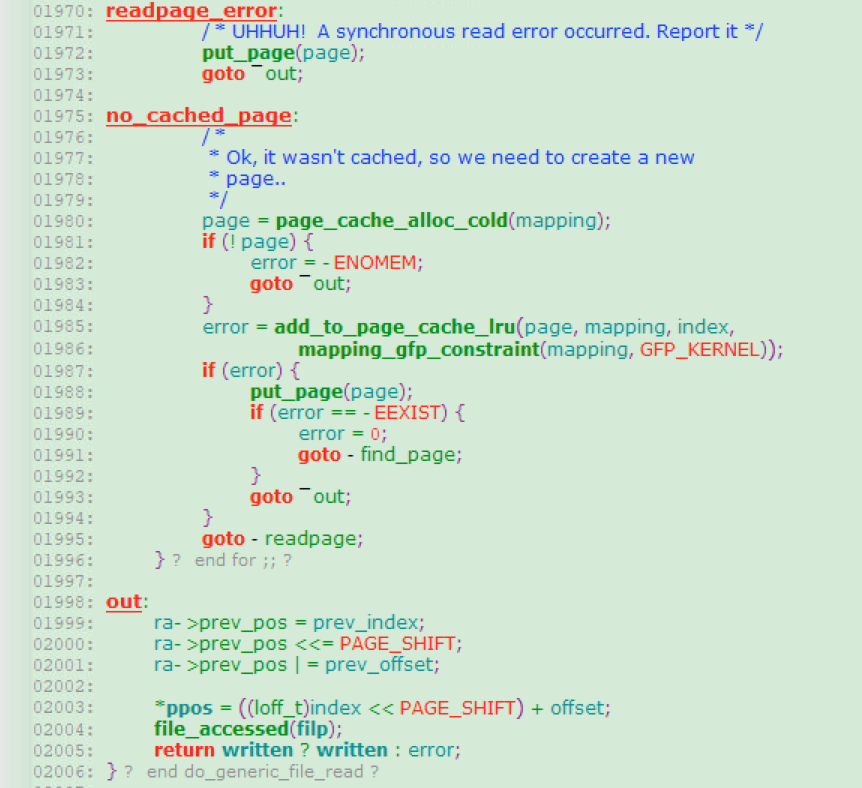 01970: readpage_error:
01971: /* UHHUH! A synchronous read error occurred. Report it */
01972: put_page(page);
01973: goto ¯out;
01974:
01975: no_cached_page:
01976: /*
01977: * Ok, it wasn't cached, so we need to create a new
01978: * page..
01979: */
01980: page = page_cache_alloc_cold(mapping);
01981: if (! page) {
01982: error = - ENOMEM;
01983: goto ¯out;
01984: }
01985: error = add_to_page_cache_lru(page, mapping, index,
01986: mapping_gfp_constraint(mapping, GFP_KERNEL));
01987: if (error) {
01988: put_page(page);
01989: if (error == - EEXIST) {
01990: error = 0;
01991: goto - find_page;
01992: }
01993: goto ¯out;
01994: }
01995: goto - readpage;
01996: } ? end for ;; ?
01997:
01998: out:
01999: ra- >prev_pos = prev_index;
02000: ra- >prev_pos <<= PAGE_SHIFT;
02001: ra- >prev_pos | = prev_offset;
02002:
02003: *ppos = ((loff_t)index << PAGE_SHIFT) + offset;
02004: file_accessed(filp);
02005: return written ? written : error;
02006: } ? end do_generic_file_read ?